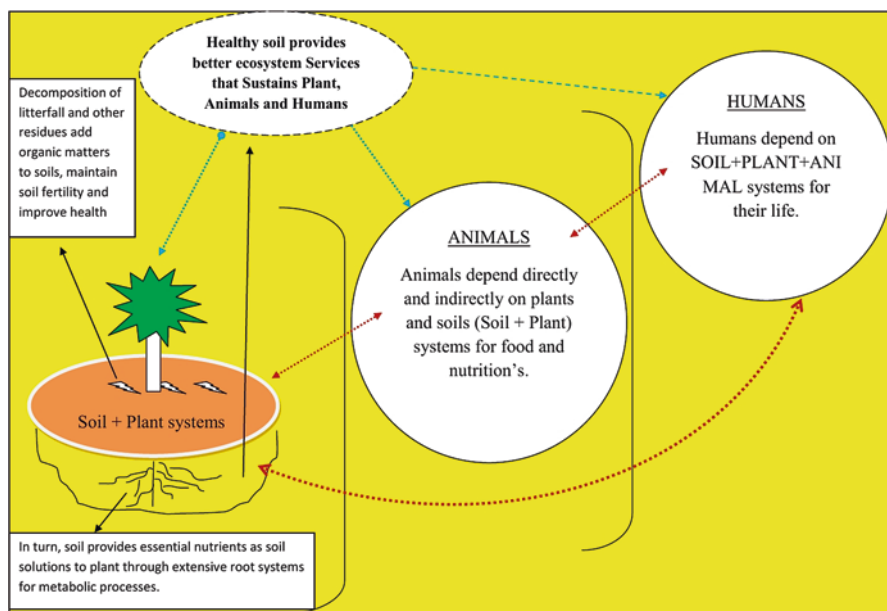 Healthy soil provides
better ecosystem Services
that Sustains Plant,
Animals and Humans
Decomposition of
litterfall and other
residues add
organic matters
to soils, maintain
soil fertility and
improve health
HUMANS
Humans depend on
SOIL+PLANT+ANI
MAL systems for
their life.
ANIMALS
Animals depend directly
and indirectly on plants
and soils (Soil + Plant)
systems for food and
nutrition's.
Soil + Plant systems
In turn, soil provides essential nutrients as soil
solutions to plant through extensive root systems
for metabolic processes.